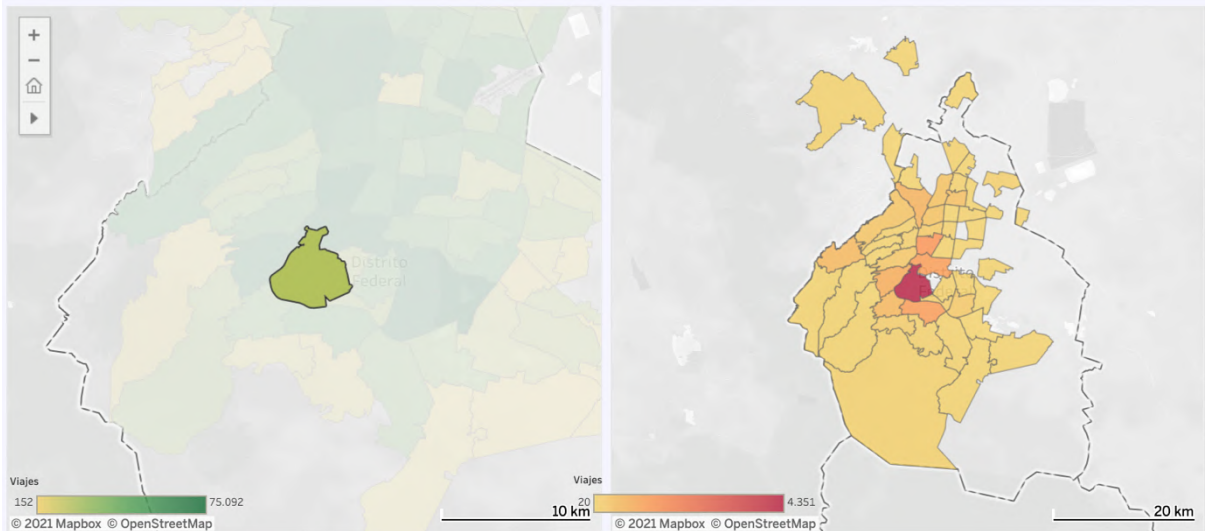 +
−
Distrito
Federal
Viajes
152
75.092
10 km
© 2021 Mapbox © OpenStreetMap
Viajes
20
4.351
20 km
© 2021 Mapbox © OpenStreetMap